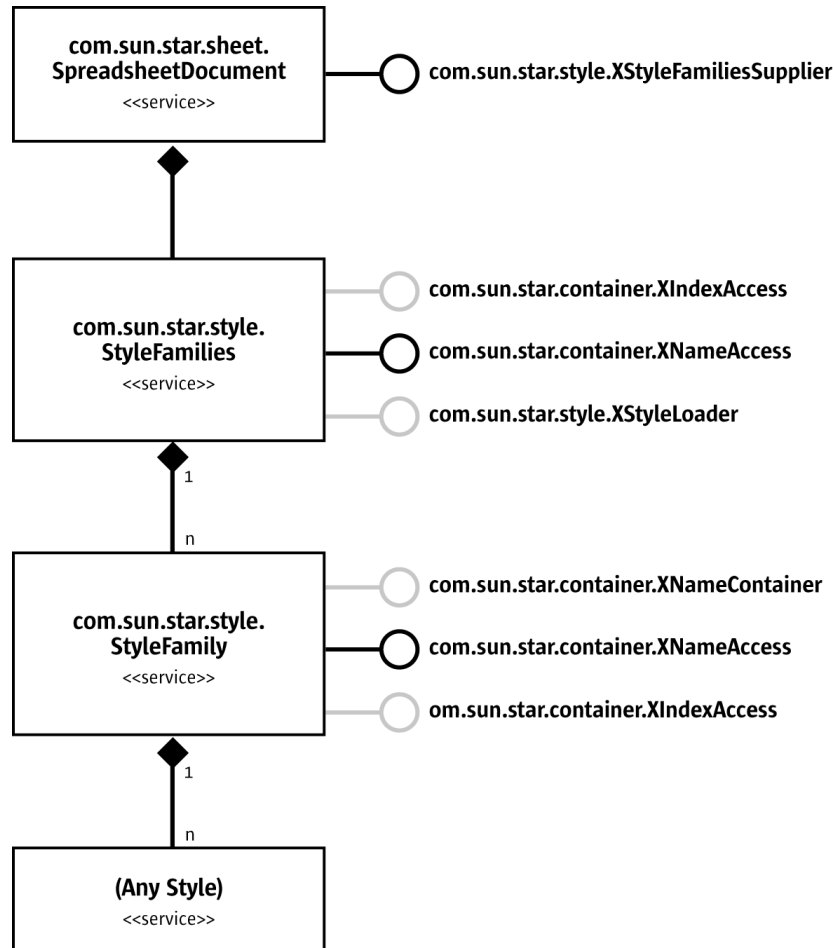 com.sun.star.sheet.
SpreadsheetDocument
<<service>>
com.sun.star.style.XStyleFamiliesSupplier
com.sun.star.style.
StyleFamilies
<<service>>
com.sun.star.container.XIndexAccess
com.sun.star.container.XNameAccess
com.sun.star.style.XStyleLoader
1
n
com.sun.star.style.
StyleFamily
<<service>>
com.sun.star.container.XNameContainer
com.sun.star.container.XNameAccess
om.sun.star.container.XIndexAccess
1
n
(Any Style)
<<service>>